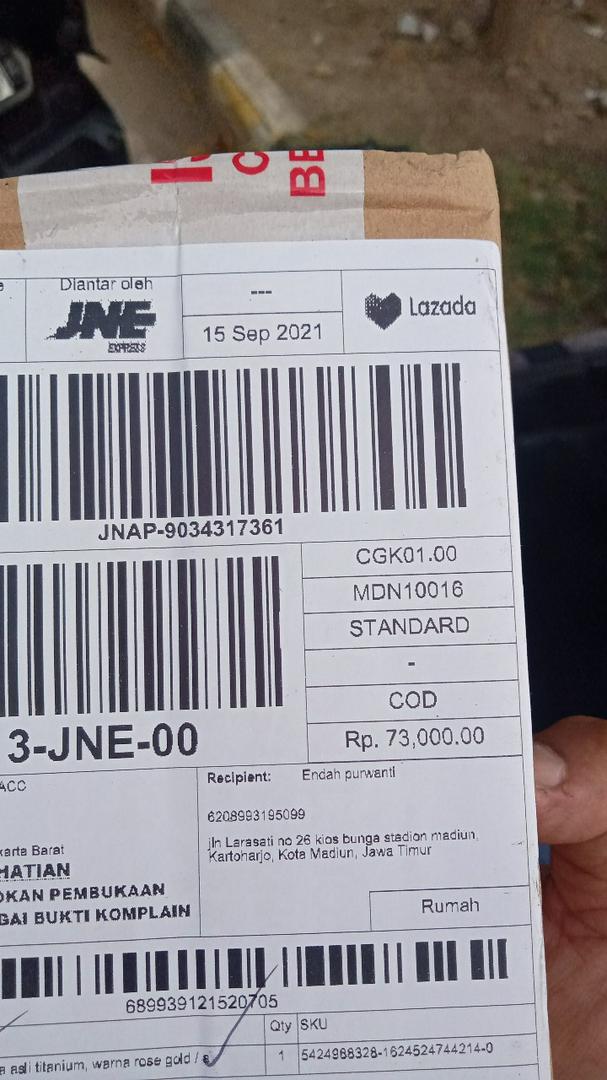 BE
Diantar oleh
JNE
EXPRESS
---
15 Sep 2021
Lazada
JNAP-9034317361
CGK01.00
MDN10016
STANDARD
-
COD
Rp. 73,000.00
3-JNE-00
ACC
Recipient: Endah purwanti
6208993195099
jln Larasati no 26 kios bunga stadion madiun,
Kartoharjo, Kota Madiun, Jawa Timur
karta Barat
HATIAN
OKAN PEMBUKAAN
GAI BUKTI KOMPLAIN
Rumah
689939121520705
Qty SKU
a asli titanium, warna rose gold / 1 5424988328-1624524744214-0